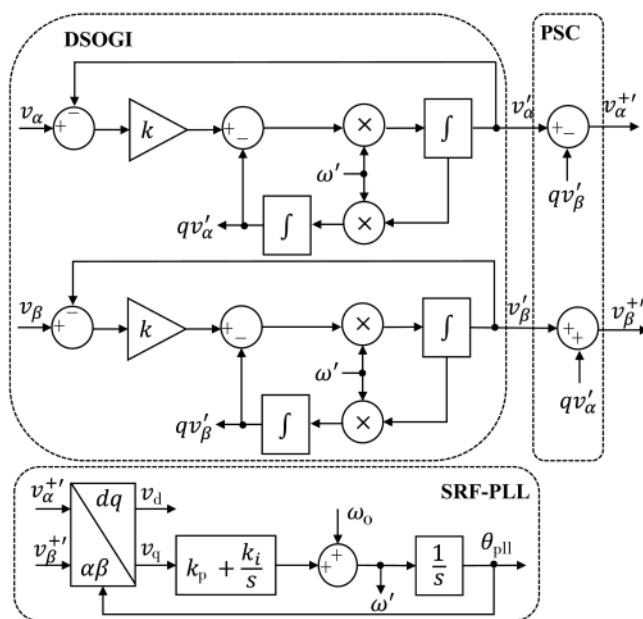 DSOGI PSC
v_α + − k + − × ∫ v′_α + − v_α^+′
ω′ qv′_β
qv′_α ∫ ×
v_β + − k + − × ∫ v′_β + + v_β^+′
ω′ qv′_α
qv′_β ∫ ×
SRF-PLL
v_α^+′ dq v_d ω_o
v_β^+′ αβ v_q k_p + k_i/s + + 1/s θ_pll
ω′